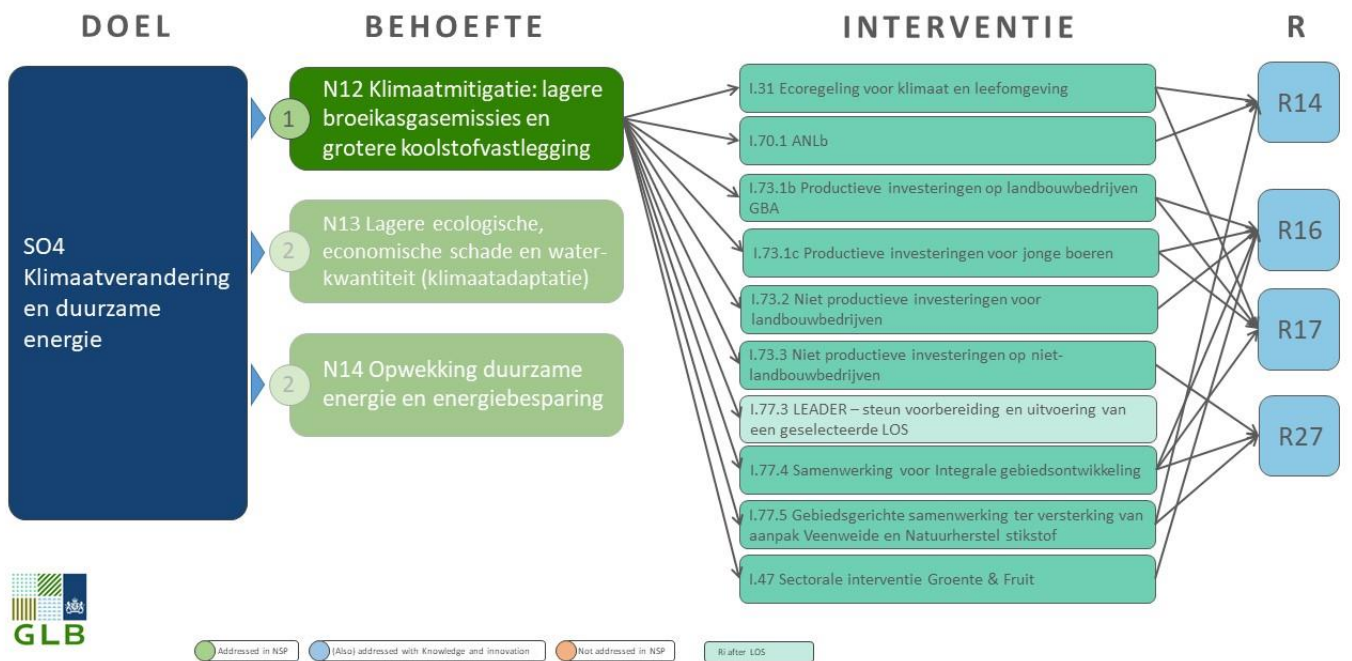 DOEL
BEHOEFTE
INTERVENTIE
R
SO4
Klimaatverandering
en duurzame
energie
1
N12 Klimaatmitigatie: lagere
broeikasgasemissies en
grotere koolstofvastlegging
2
N13 Lagere ecologische,
economische schade en water-
kwantiteit (klimaatadaptatie)
2
N14 Opwekking duurzame
energie en energiebesparing
I.31 Ecoregeling voor klimaat en leefomgeving
I.70.1 ANLb
I.73.1b Productieve investeringen op landbouwbedrijven
GBA
I.73.1c Productieve investeringen voor jonge boeren
I.73.2 Niet productieve investeringen voor
landbouwbedrijven
I.73.3 Niet productieve investeringen op niet-
landbouwbedrijven
I.77.3 LEADER – steun voorbereiding en uitvoering van
een geselecteerde LOS
I.77.4 Samenwerking voor Integrale gebiedsontwikkeling
I.77.5 Gebiedsgerichte samenwerking ter versterking van
aanpak Veenweide en Natuurherstel stikstof
I.47 Sectorale interventie Groente & Fruit
R14
R16
R17
R27
GLB
Addressed in NSP
(Also) addressed with Knowledge and innovation
Not addressed in NSP
Ri after LOS